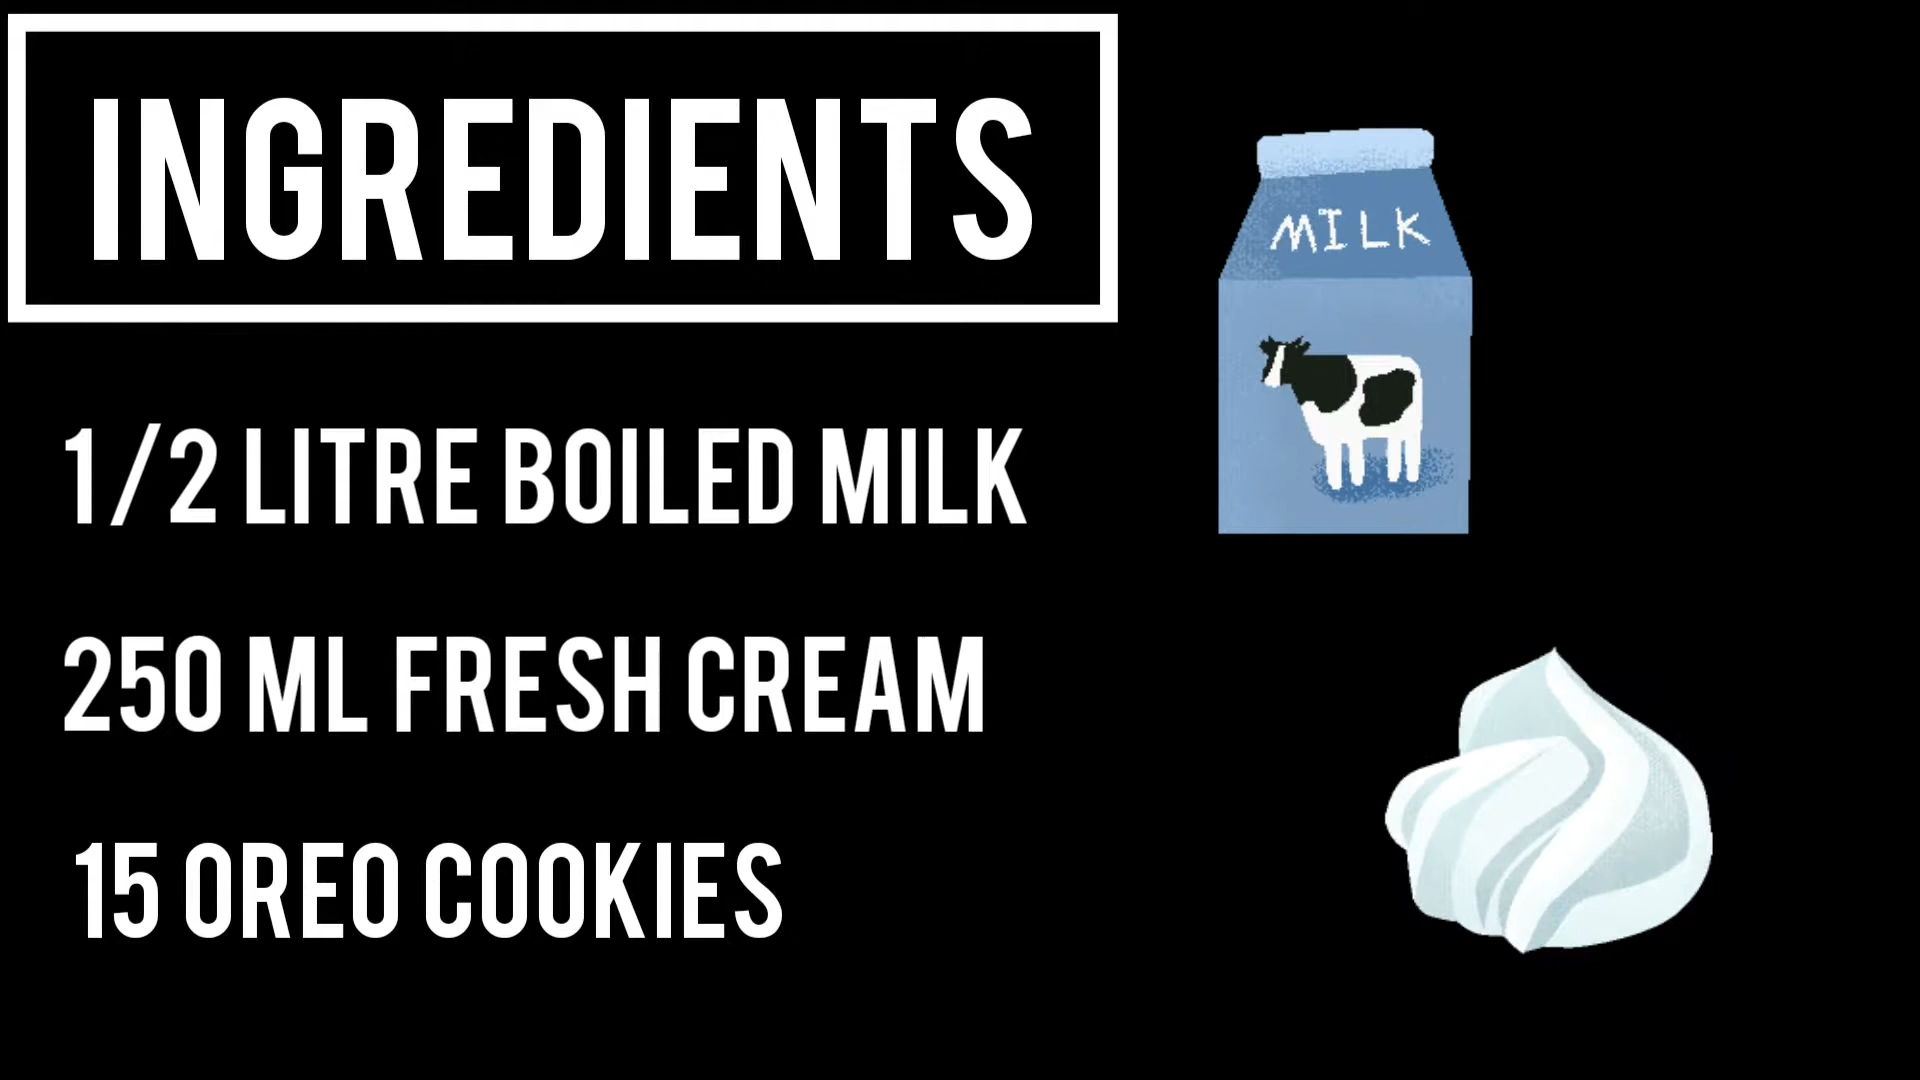 INGREDIENTS
1/2 LITRE BOILED MILK
250 ML FRESH CREAM
15 OREO COOKIES
MILK